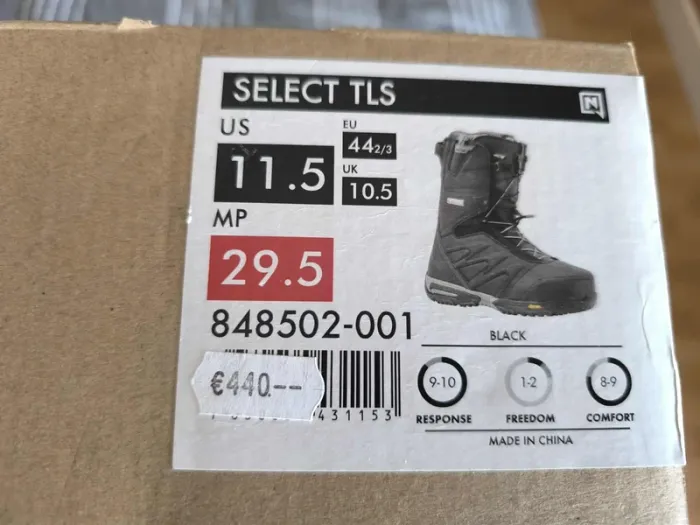 SELECT TLS
N
US
11.5
EU
44 2/3
UK
10.5
MP
29.5
848502-001
BLACK
€440.--
431153
9-10
1-2
8-9
RESPONSE
FREEDOM
COMFORT
MADE IN CHINA